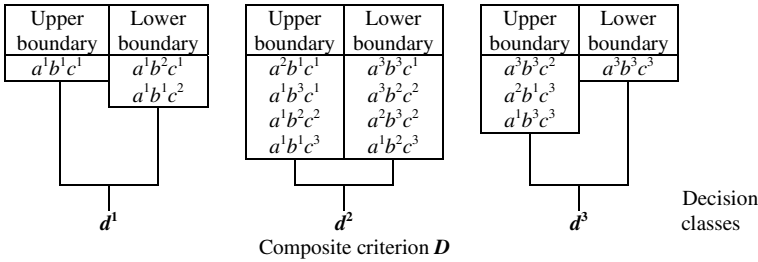 Upper boundary Lower boundary Upper boundary Lower boundary Upper boundary Lower boundary
a¹b¹c¹ a¹b²c¹ a²b¹c¹ a³b³c¹ a³b³c² a³b³c³
a¹b¹c² a¹b³c¹ a³b²c² a²b¹c³
a¹b²c² a²b³c² a¹b³c³
a¹b¹c³ a¹b²c³
Decision
d¹ d² d³ classes
Composite criterion D